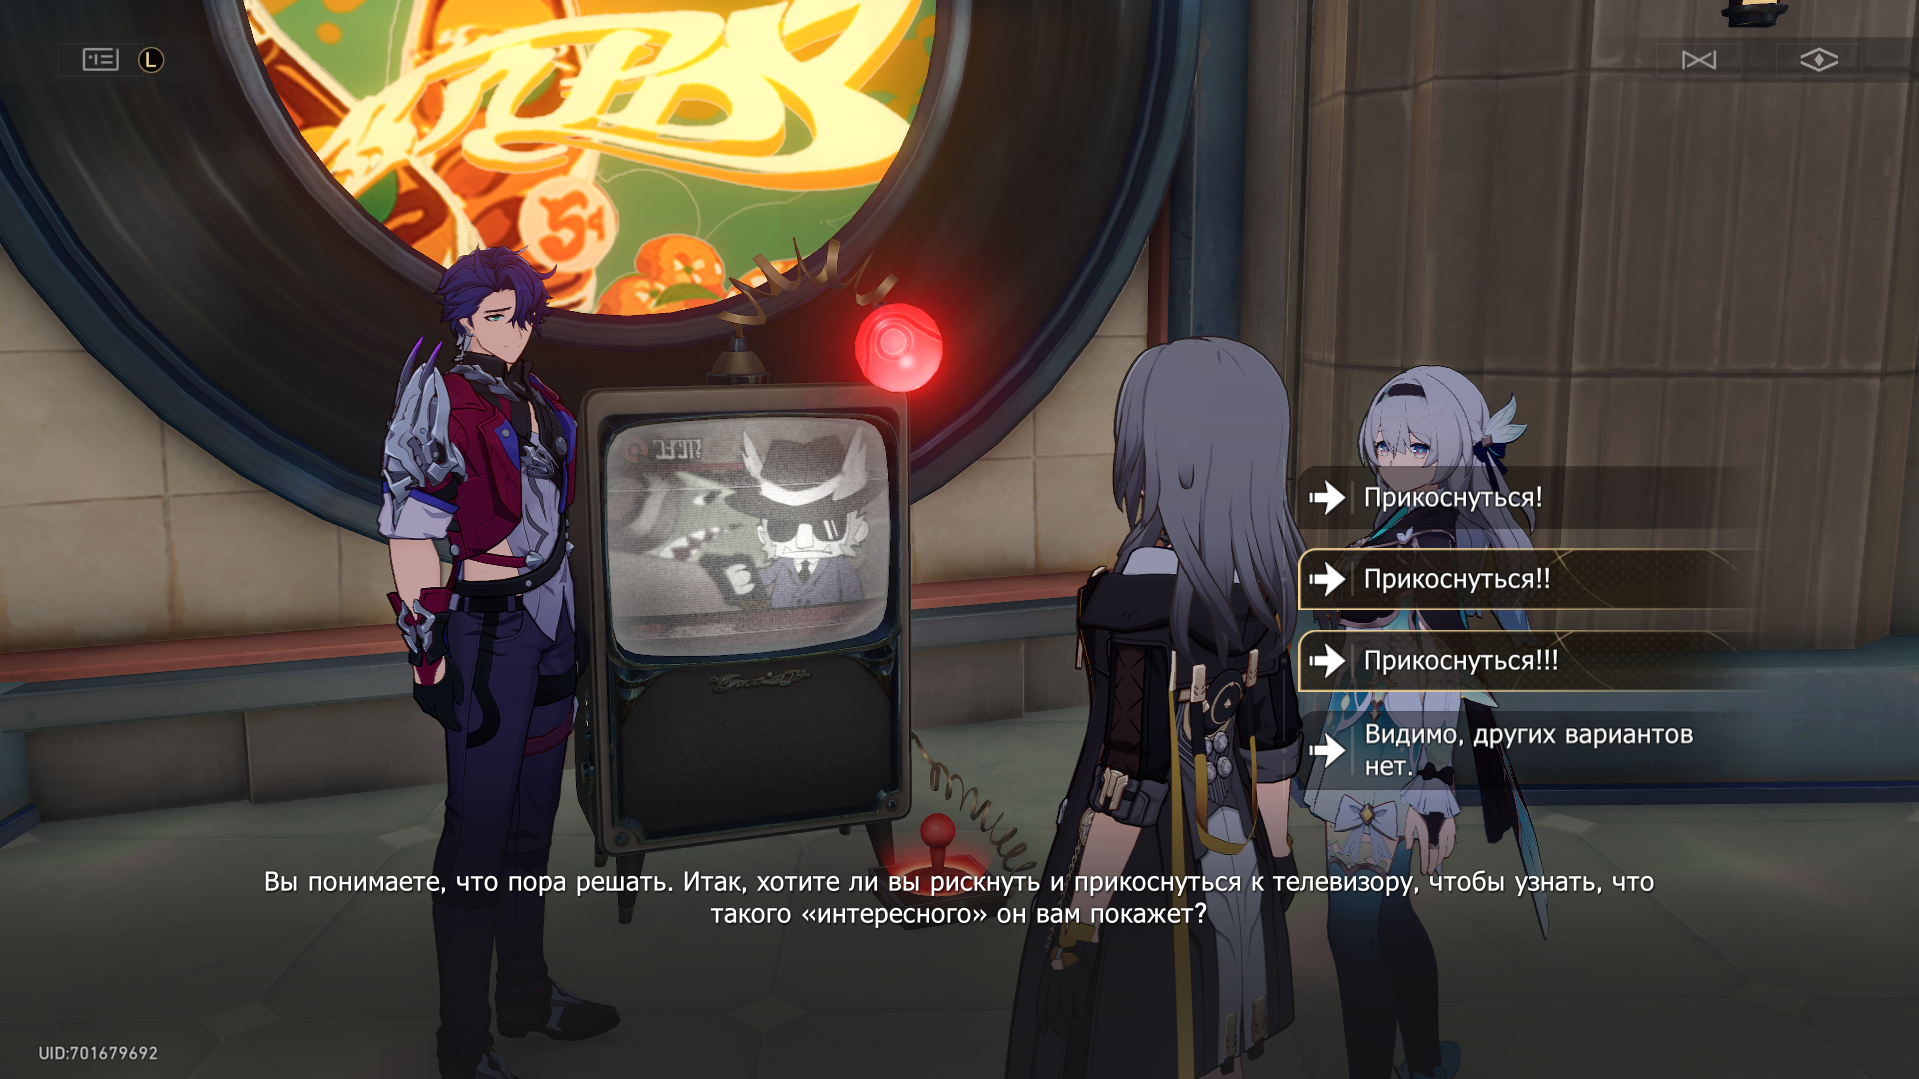 L
5¢
Прикоснуться!
Прикоснуться!!
Прикоснуться!!!
Видимо, других вариантов
нет.
Вы понимаете, что пора решать. Итак, хотите ли вы рискнуть и прикоснуться к телевизору, чтобы узнать, что
такого «интересного» он вам покажет?
UID:701679692